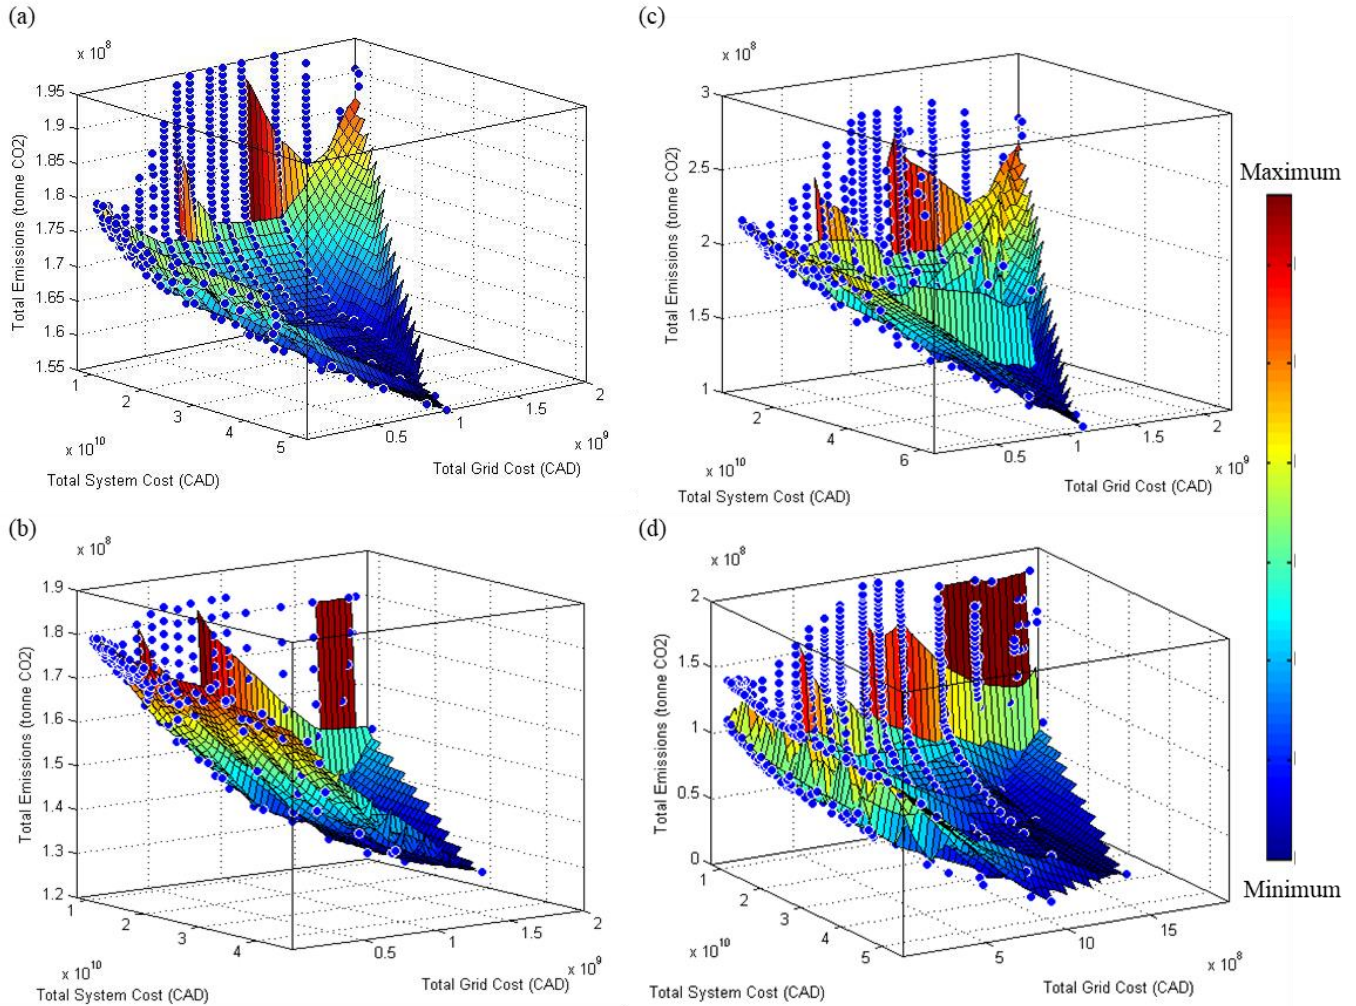 (a)
x 10^8
1.95
1.9
1.85
1.8
1.75
1.7
1.65
1.6
1.55
Total Emissions (tonne CO2)
1
2
3
4
5
x 10^10
Total System Cost (CAD)
0.5
1
1.5
2
x 10^9
Total Grid Cost (CAD)
(c)
x 10^8
3
2.5
2
1.5
1
Total Emissions (tonne CO2)
2
4
6
x 10^10
Total System Cost (CAD)
0.5
1
1.5
2
x 10^9
Total Grid Cost (CAD)
Maximum
Minimum
(b)
x 10^8
1.9
1.8
1.7
1.6
1.5
1.4
1.3
1.2
Total Emissions (tonne CO2)
1
2
3
4
x 10^10
Total System Cost (CAD)
0.5
1
1.5
2
x 10^9
Total Grid Cost (CAD)
(d)
x 10^8
2
1.5
1
0.5
0
Total Emissions (tonne CO2)
1
2
3
4
5
x 10^10
Total System Cost (CAD)
5
10
15
x 10^8
Total Grid Cost (CAD)